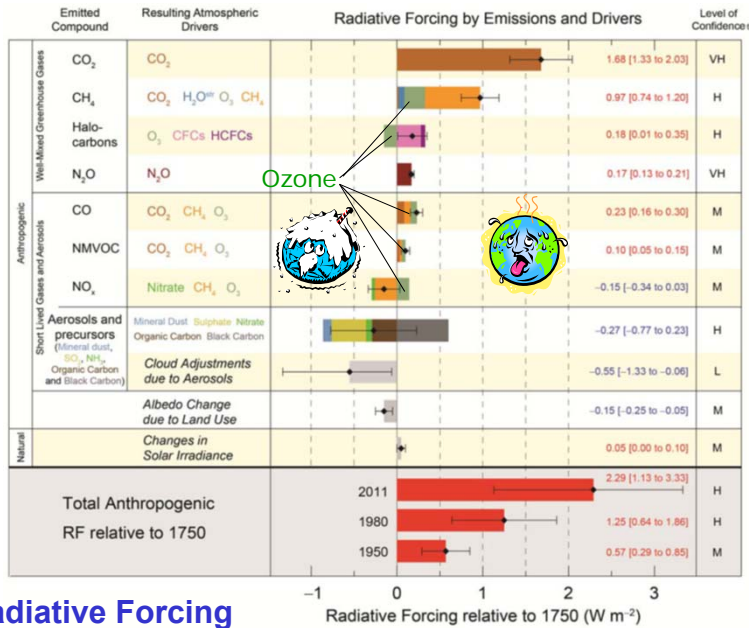 Emitted Compound
Resulting Atmospheric Drivers
Radiative Forcing by Emissions and Drivers
Level of Confidence
Anthropogenic
Well-Mixed Greenhouse Gases
CO₂
CO₂
1.68 [1.33 to 2.03]
VH
CH₄
CO₂ H₂Oˢᵗʳ O₃ CH₄
0.97 [0.74 to 1.20]
H
Halo-
carbons
O₃ CFCs HCFCs
0.18 [0.01 to 0.35]
H
N₂O
N₂O
0.17 [0.13 to 0.21]
VH
Ozone
Short Lived Gases and Aerosols
CO
CO₂ CH₄ O₃
0.23 [0.16 to 0.30]
M
NMVOC
CO₂ CH₄ O₃
0.10 [0.05 to 0.15]
M
NOₓ
Nitrate CH₄ O₃
−0.15 [−0.34 to 0.03]
M
Aerosols and
precursors
(Mineral dust,
SO₂, NH₃,
Organic Carbon
and Black Carbon)
Mineral Dust Sulphate Nitrate
Organic Carbon Black Carbon
−0.27 [−0.77 to 0.23]
H
Cloud Adjustments
due to Aerosols
−0.55 [−1.33 to −0.06]
L
Albedo Change
due to Land Use
−0.15 [−0.25 to −0.05]
M
Natural
Changes in
Solar Irradiance
0.05 [0.00 to 0.10]
M
Total Anthropogenic
RF relative to 1750
2011
2.29 [1.13 to 3.33]
H
1980
1.25 [0.64 to 1.86]
H
1950
0.57 [0.29 to 0.85]
M
−1 0 1 2 3
adiative Forcing
Radiative Forcing relative to 1750 (W m⁻²)